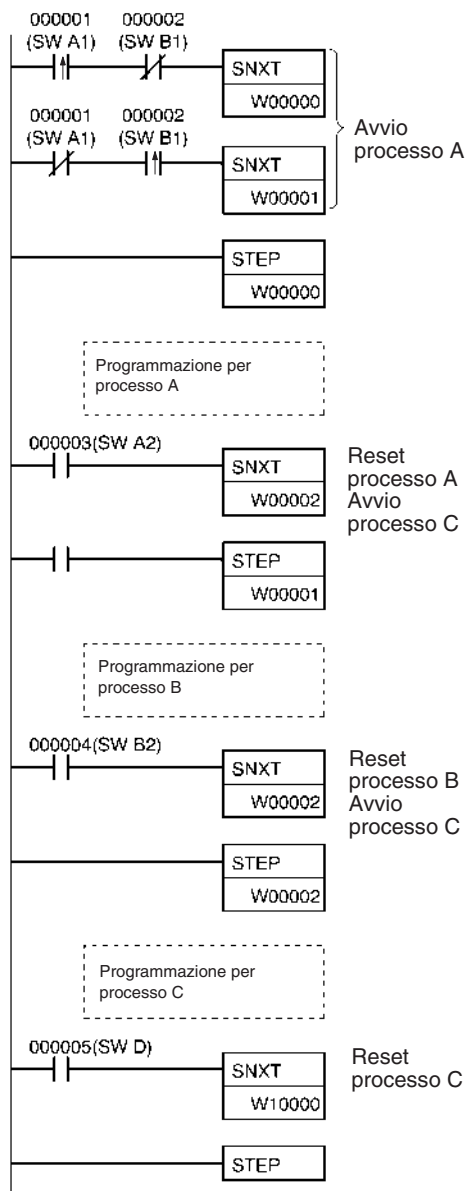 000001 000002
(SW A1) (SW B1)
SNXT
W00000
000001 000002
(SW A1) (SW B1)
SNXT
W00001
Avvio
processo A
STEP
W00000
Programmazione per
processo A
000003(SW A2)
SNXT
W00002
Reset
processo A
Avvio
processo C
STEP
W00001
Programmazione per
processo B
000004(SW B2)
SNXT
W00002
Reset
processo B
Avvio
processo C
STEP
W00002
Programmazione per
processo C
000005(SW D)
SNXT
W10000
Reset
processo C
STEP